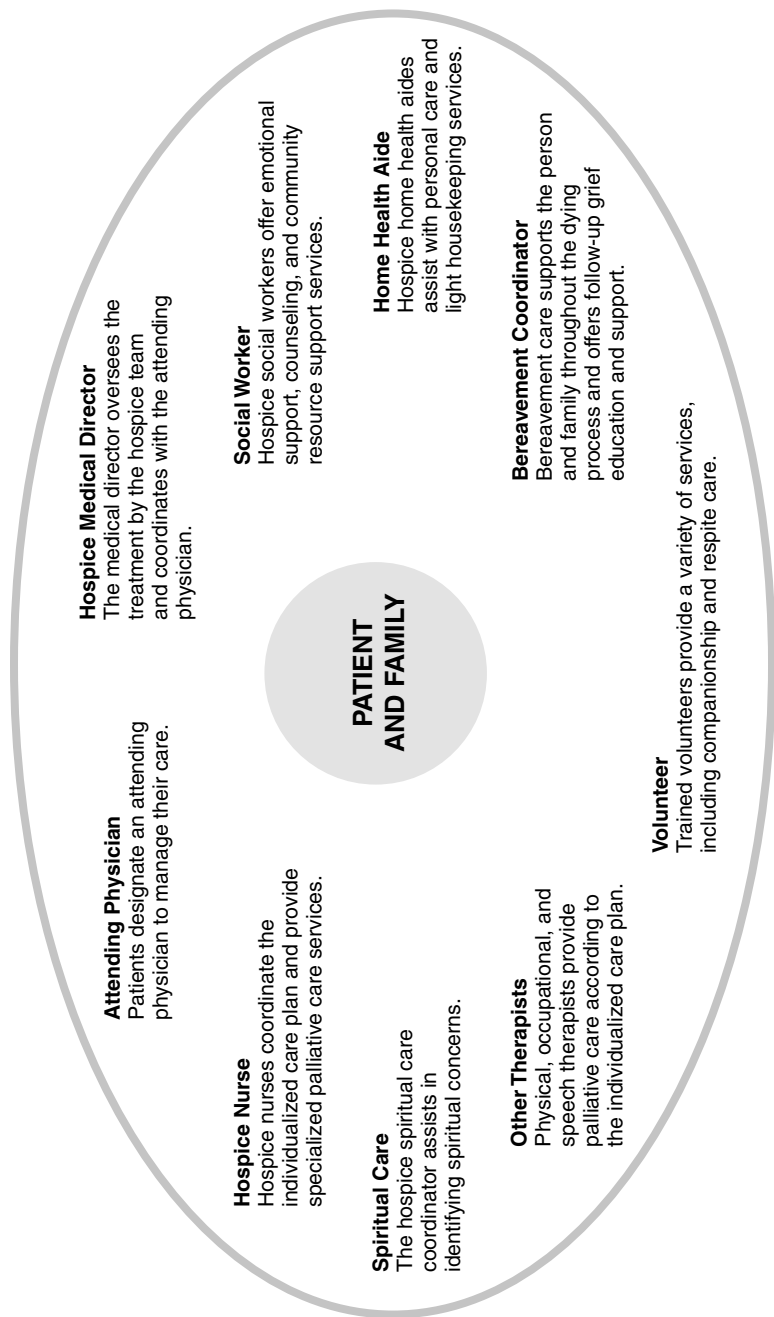 Attending Physician
Patients designate an attending
physician to manage their care.
Hospice Medical Director
The medical director oversees the
treatment by the hospice team
and coordinates with the attending
physician.
Hospice Nurse
Hospice nurses coordinate the
individualized care plan and provide
specialized palliative care services.
Social Worker
Hospice social workers offer emotional
support, counseling, and community
resource support services.
Spiritual Care
The hospice spiritual care
coordinator assists in
identifying spiritual concerns.
PATIENT
AND FAMILY
Home Health Aide
Hospice home health aides
assist with personal care and
light housekeeping services.
Other Therapists
Physical, occupational, and
speech therapists provide
palliative care according to
the individualized care plan.
Bereavement Coordinator
Bereavement care supports the person
and family throughout the dying
process and offers follow-up grief
education and support.
Volunteer
Trained volunteers provide a variety of services,
including companionship and respite care.